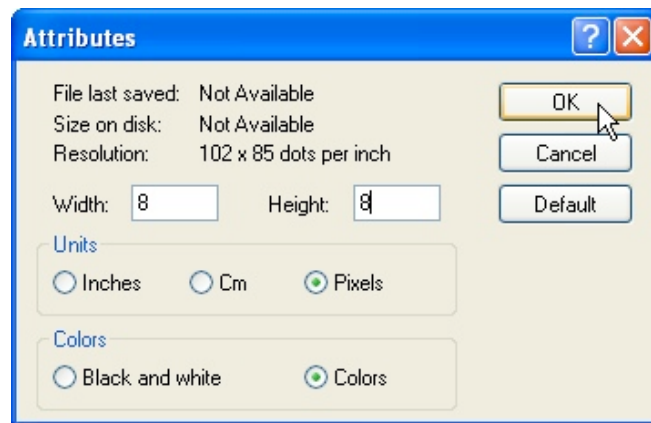 Attributes
File last saved: Not Available
Size on disk: Not Available
Resolution: 102 x 85 dots per inch
Width: 8 Height: 8
Units
Inches Cm Pixels
Colors
Black and white Colors
OK
Cancel
Default